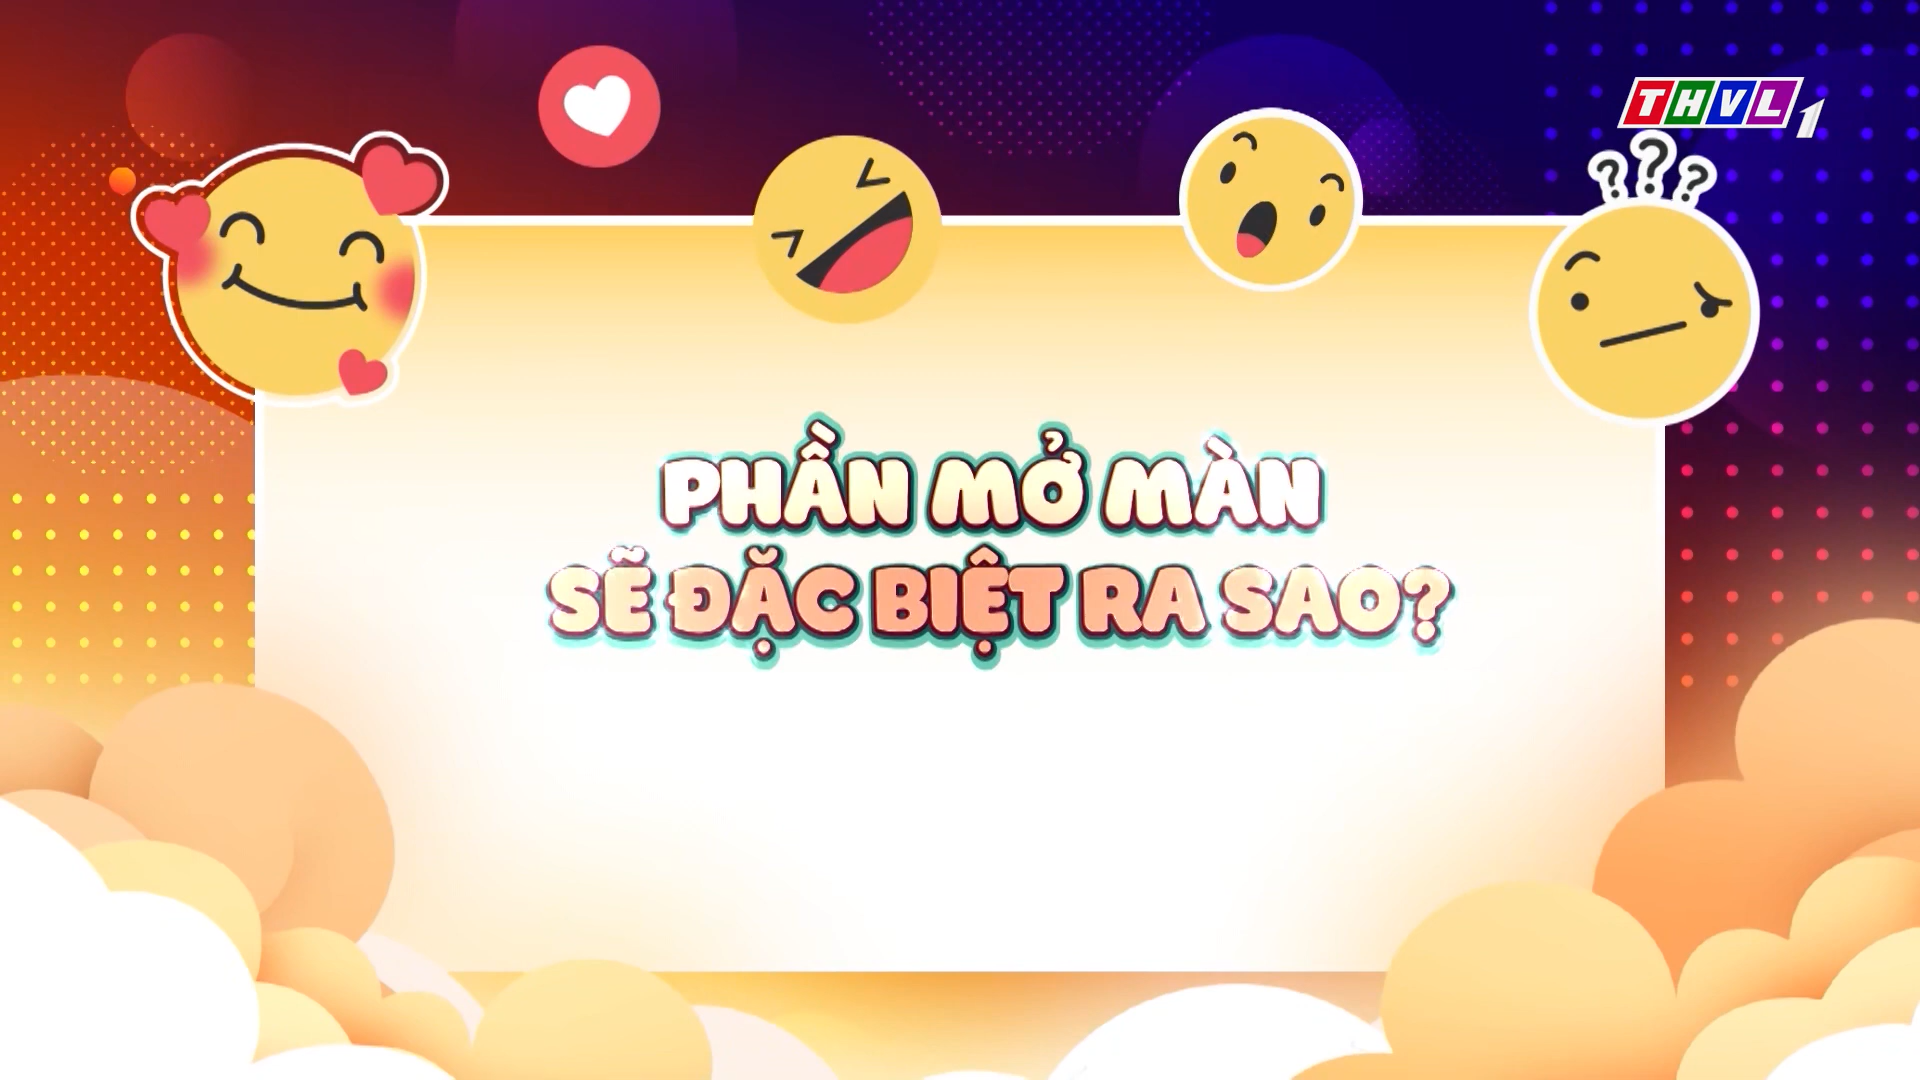 THVL1
???
PHẦN MỞ MÀN
SẼ ĐẶC BIỆT RA SAO?